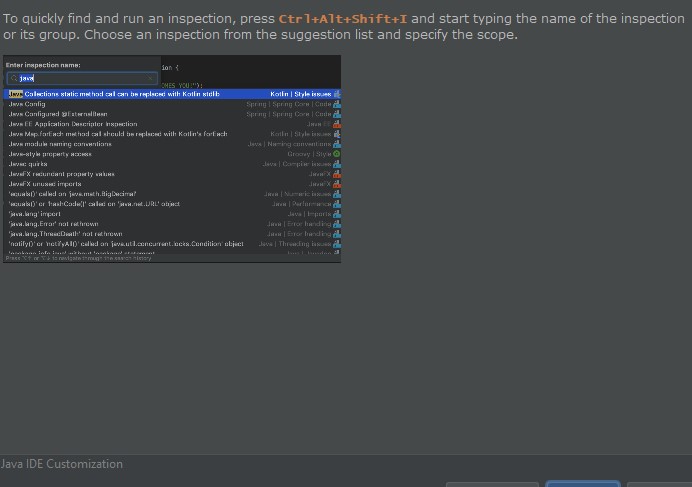 To quickly find and run an inspection, press Ctrl+Alt+Shift+I and start typing the name of the inspection
or its group. Choose an inspection from the suggestion list and specify the scope.
Enter inspection name:
java
Java Collections static method call can be replaced with Kotlin stdlib Kotlin | Style issues
Java Config Spring | Spring Core | Code
Java Configured @ExternalBean Spring | Spring Core | Code
Java EE Application Descriptor Inspection Java EE
Java Map.forEach method call should be replaced with Kotlin's forEach Kotlin | Style issues
Java module naming conventions Java | Naming conventions
Java-style property access Groovy | Style
Javac quirks Java | Compiler issues
JavaFX redundant property values JavaFX
JavaFX unused imports JavaFX
'equals()' called on 'java.math.BigDecimal' Java | Numeric issues
'equals()' or 'hashCode()' called on 'java.net.URL' object Java | Performance
'java.lang' import Java | Imports
'java.lang.Error' not rethrown Java | Error handling
'java.lang.ThreadDeath' not rethrown Java | Error handling
'notify()' or 'notifyAll()' called on 'java.util.concurrent.locks.Condition' object Java | Threading issues
to navigate through the search history
Java IDE Customization